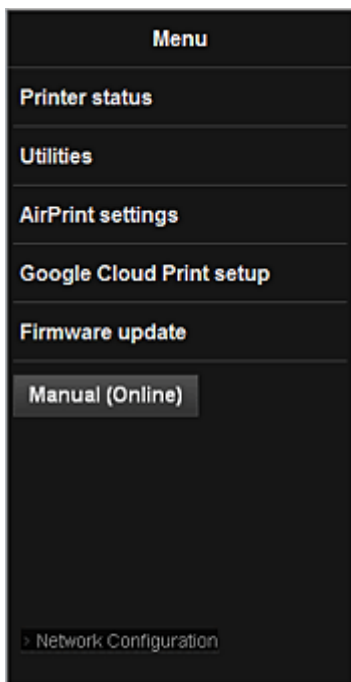 Menu
Printer status
Utilities
AirPrint settings
Google Cloud Print setup
Firmware update
Manual (Online)
› Network Configuration